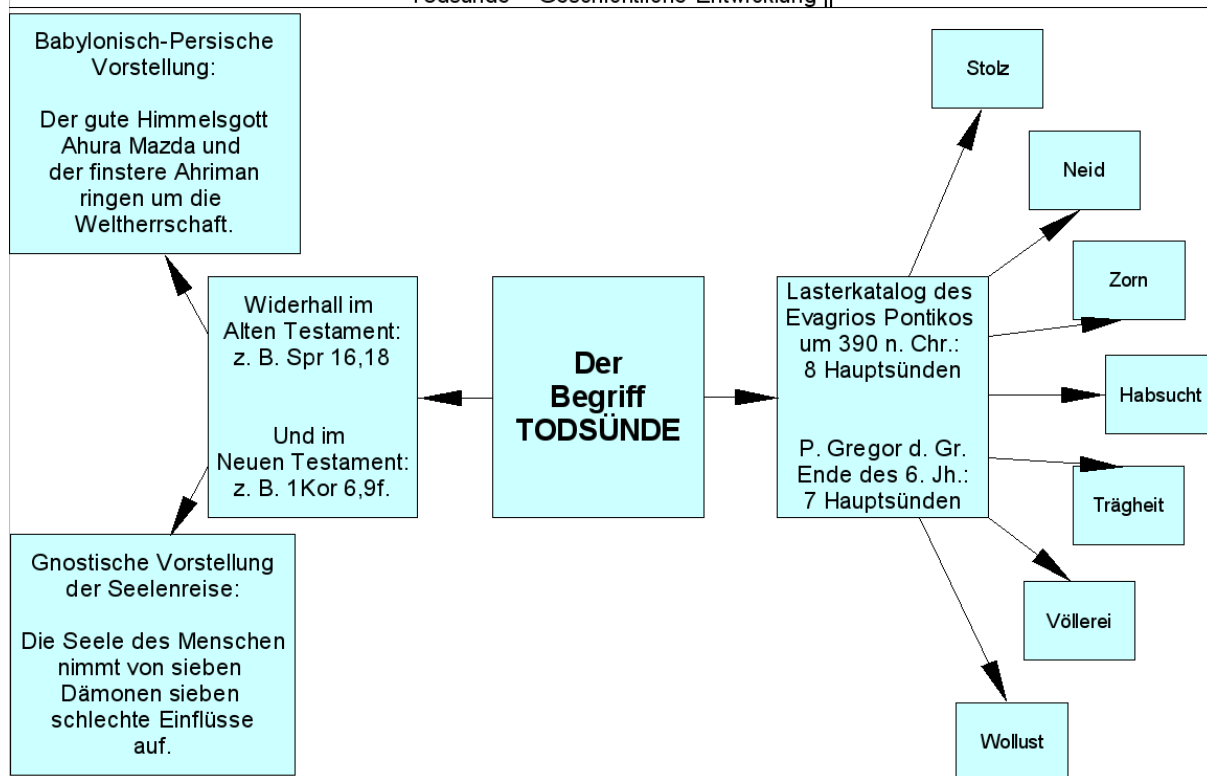 Todsünde – Geschichtliche Entwicklung ||
Babylonisch-Persische
Vorstellung:
Der gute Himmelsgott
Ahura Mazda und
der finstere Ahriman
ringen um die
Weltherrschaft.
Widerhall im
Alten Testament:
z. B. Spr 16,18
Und im
Neuen Testament:
z. B. 1Kor 6,9f.
Gnostische Vorstellung
der Seelenreise:
Die Seele des Menschen
nimmt von sieben
Dämonen sieben
schlechte Einflüsse
auf.
Der
Begriff
TODSÜNDE
Lasterkatalog des
Evagrios Pontikos
um 390 n. Chr.:
8 Hauptsünden
P. Gregor d. Gr.
Ende des 6. Jh.:
7 Hauptsünden
Stolz
Neid
Zorn
Habsucht
Trägheit
Völlerei
Wollust